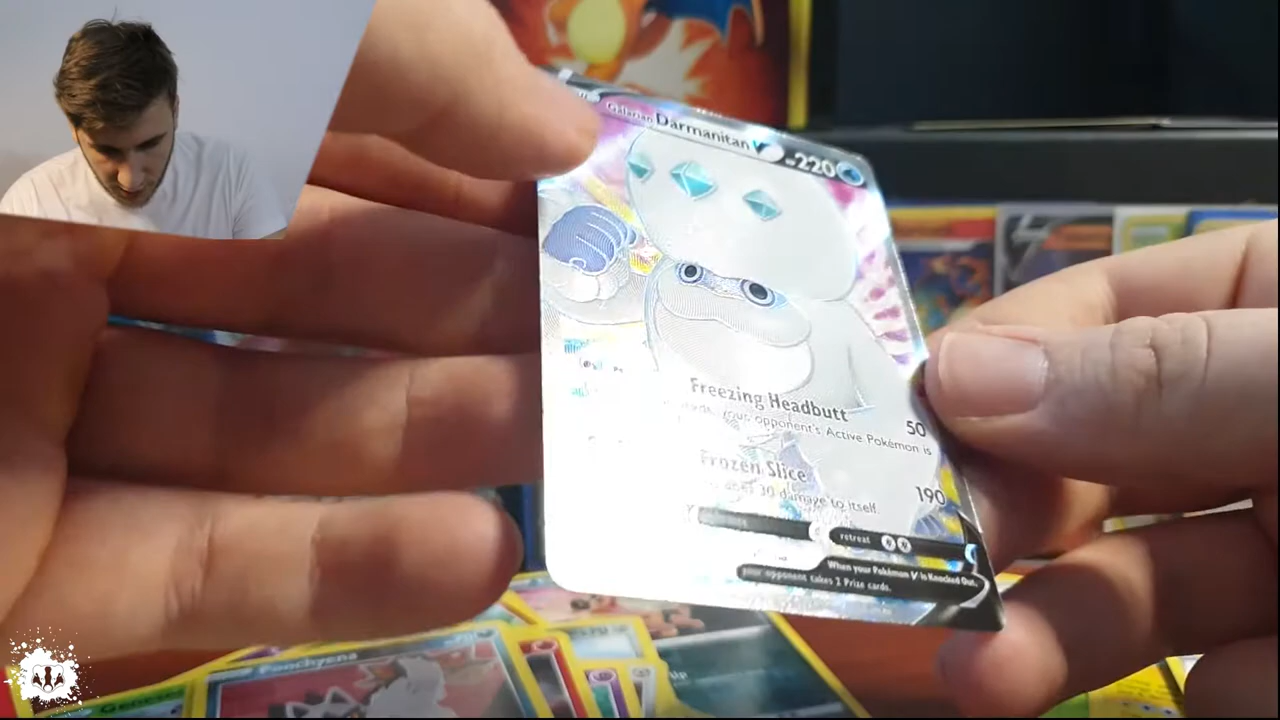 Galarian Darmanitan V 220
Freezing Headbutt 50
your opponent's Active Pokémon is
Frozen Slice 190
30 damage to itself.
retreat
When your Pokémon V is Knocked Out,
your opponent takes 2 Prize cards.
Poochyena